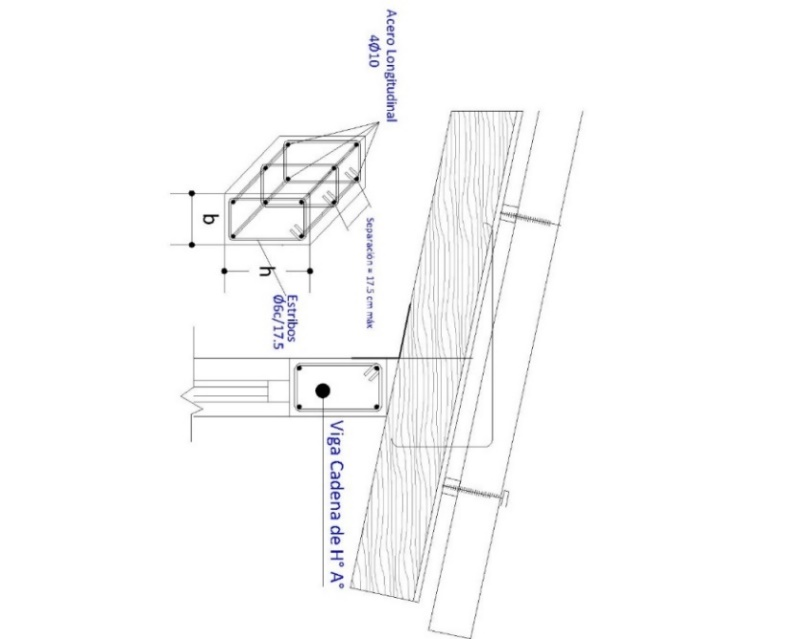 Acero Longitudinal
4Ø10
Separación = 17.5 cm máx
b
h
Estribos
Ø6c/17.5
Viga Cadena de H° A°